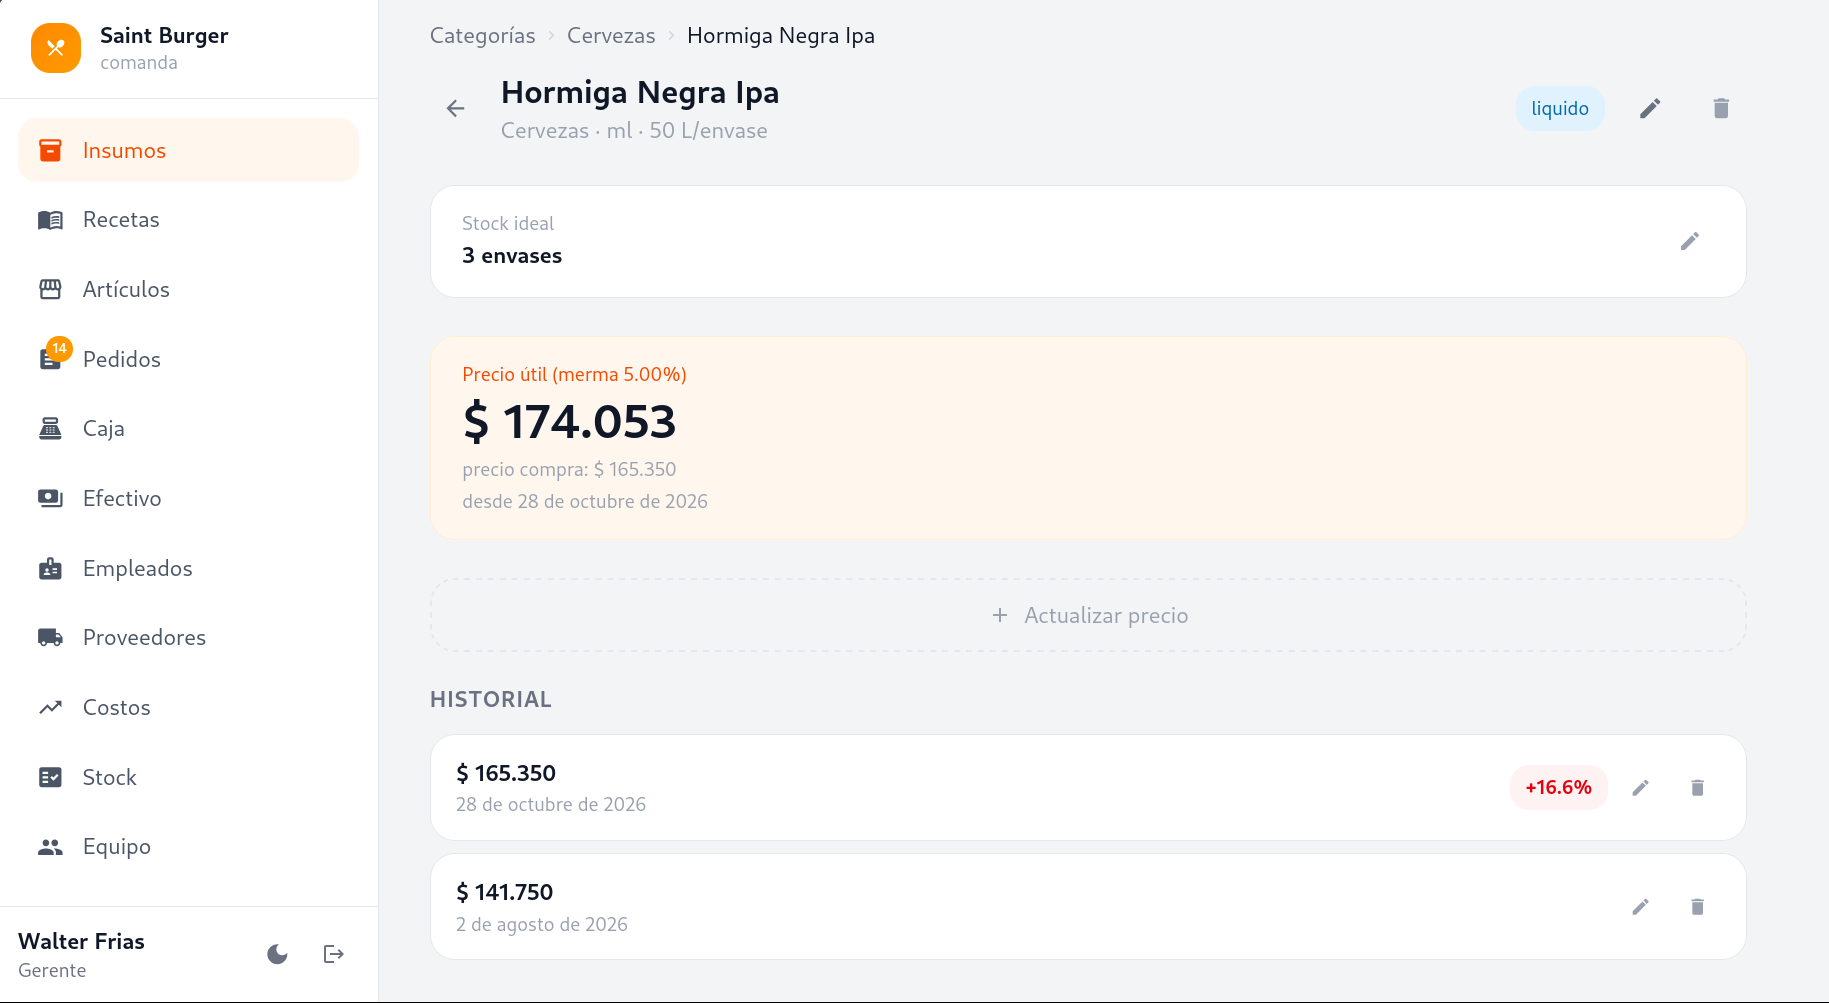 Saint Burger
comanda
Insumos
Recetas
Artículos
14
Pedidos
Caja
Efectivo
Empleados
Proveedores
Costos
Stock
Equipo
Walter Frias
Gerente
Categorías › Cervezas › Hormiga Negra Ipa
Hormiga Negra Ipa
Cervezas · ml · 50 L/envase
liquido
Stock ideal
3 envases
Precio útil (merma 5.00%)
$ 174.053
precio compra: $ 165.350
desde 28 de octubre de 2026
+ Actualizar precio
HISTORIAL
$ 165.350
28 de octubre de 2026
+16.6%
$ 141.750
2 de agosto de 2026